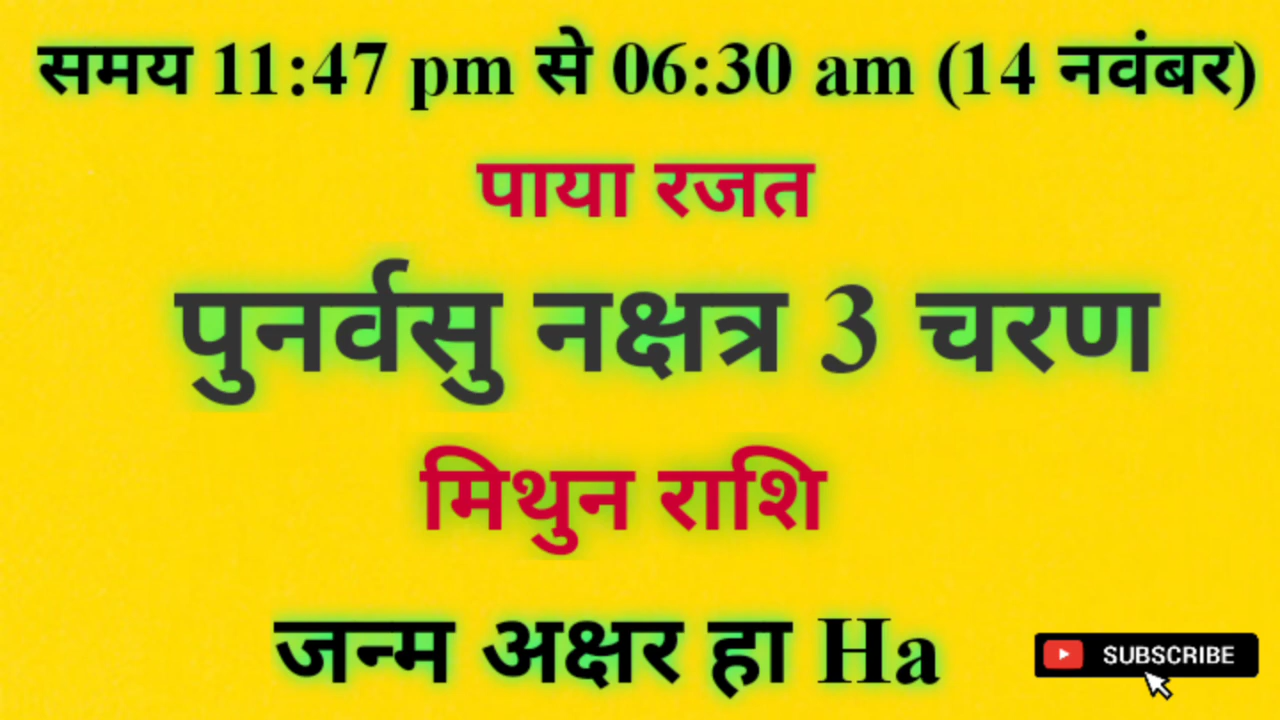 समय 11:47 pm से 06:30 am (14 नवंबर)
पाया रजत
पुनर्वसु नक्षत्र 3 चरण
मिथुन राशि
जन्म अक्षर हा Ha
SUBSCRIBE